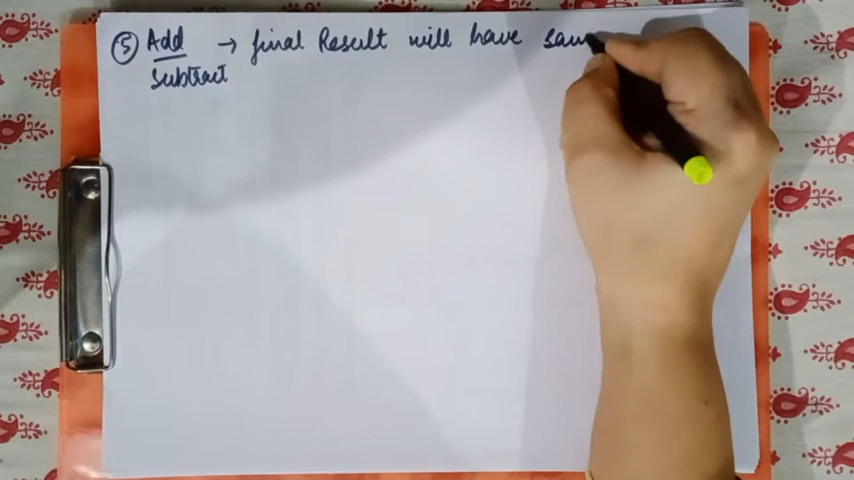 ⑤ Add → final Result will have sam
subtract